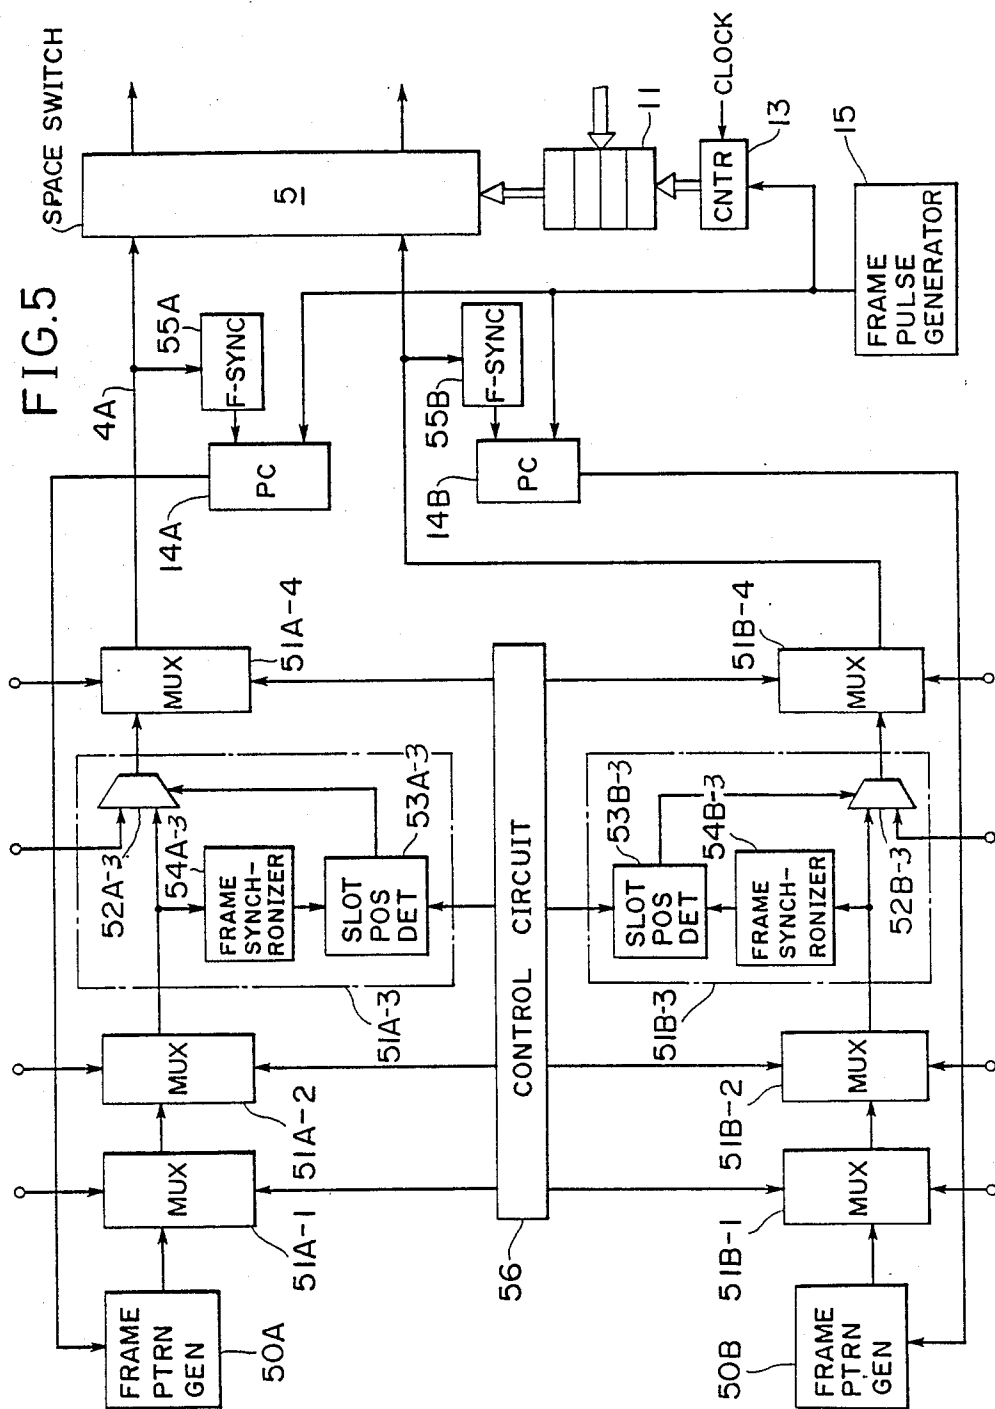 FIG.5
SPACE SWITCH
5
4A
55A
F-SYNC
PC
14A
55B
F-SYNC
PC
14B
11
CNTR
CLOCK
13
15
FRAME
PULSE
GENERATOR
FRAME
PTRN
GEN
50A
MUX
51A-1
MUX
51A-2
52A-3
54A-3
FRAME
SYNCH-
RONIZER
SLOT
POS
DET
53A-3
51A-3
MUX
51A-4
CONTROL CIRCUIT
56
FRAME
PTRN
GEN
50B
MUX
51B-1
MUX
51B-2
SLOT
POS
DET
53B-3
54B-3
FRAME
SYNCH-
RONIZER
52B-3
51B-3
MUX
51B-4